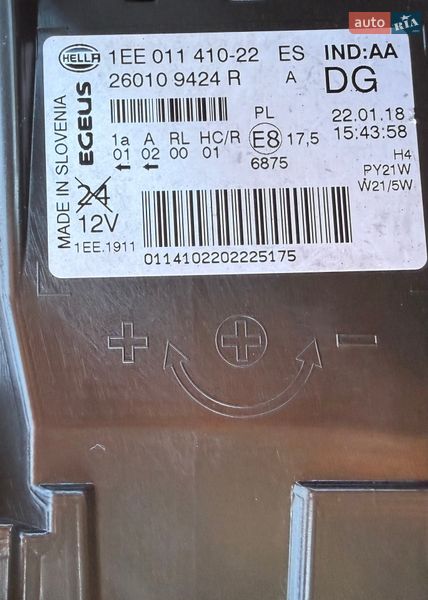 auto RIA
HELLA 1EE 011 410-22 ES IND:AA
26010 9424 R A DG
MADE IN SLOVENIA
EGEUS
PL 22.01.18
1a A RL HC/R E8 17,5 15:43:58
01 02 00 01 6875
H4
PY21W
W21/5W
24
12V
1EE.1911
0114102202225175